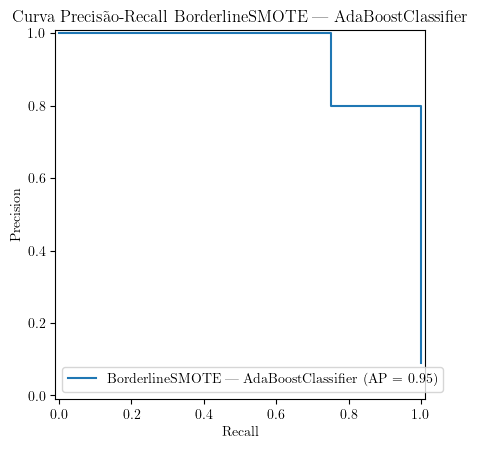 Curva Precisão-Recall BorderlineSMOTE — AdaBoostClassifier
1.0
0.8
0.6
0.4
0.2
0.0
Precision
BorderlineSMOTE — AdaBoostClassifier (AP = 0.95)
0.0 0.2 0.4 0.6 0.8 1.0
Recall